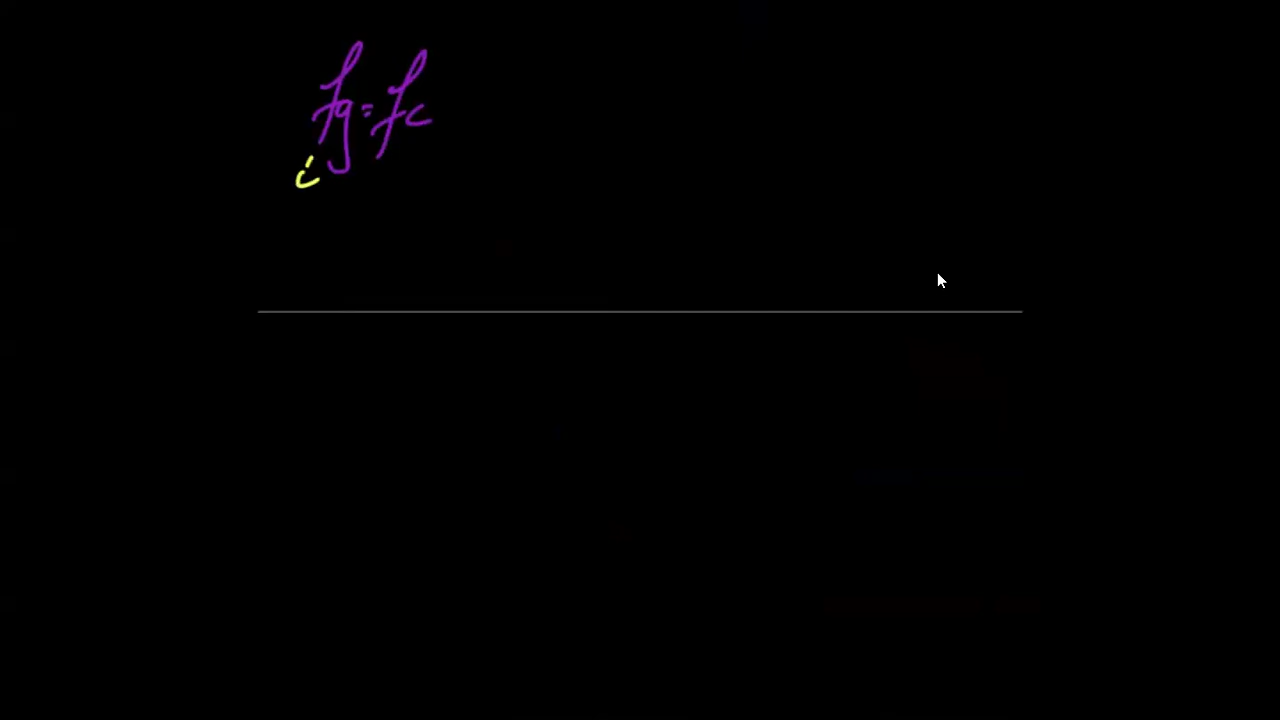 fg = fc
i